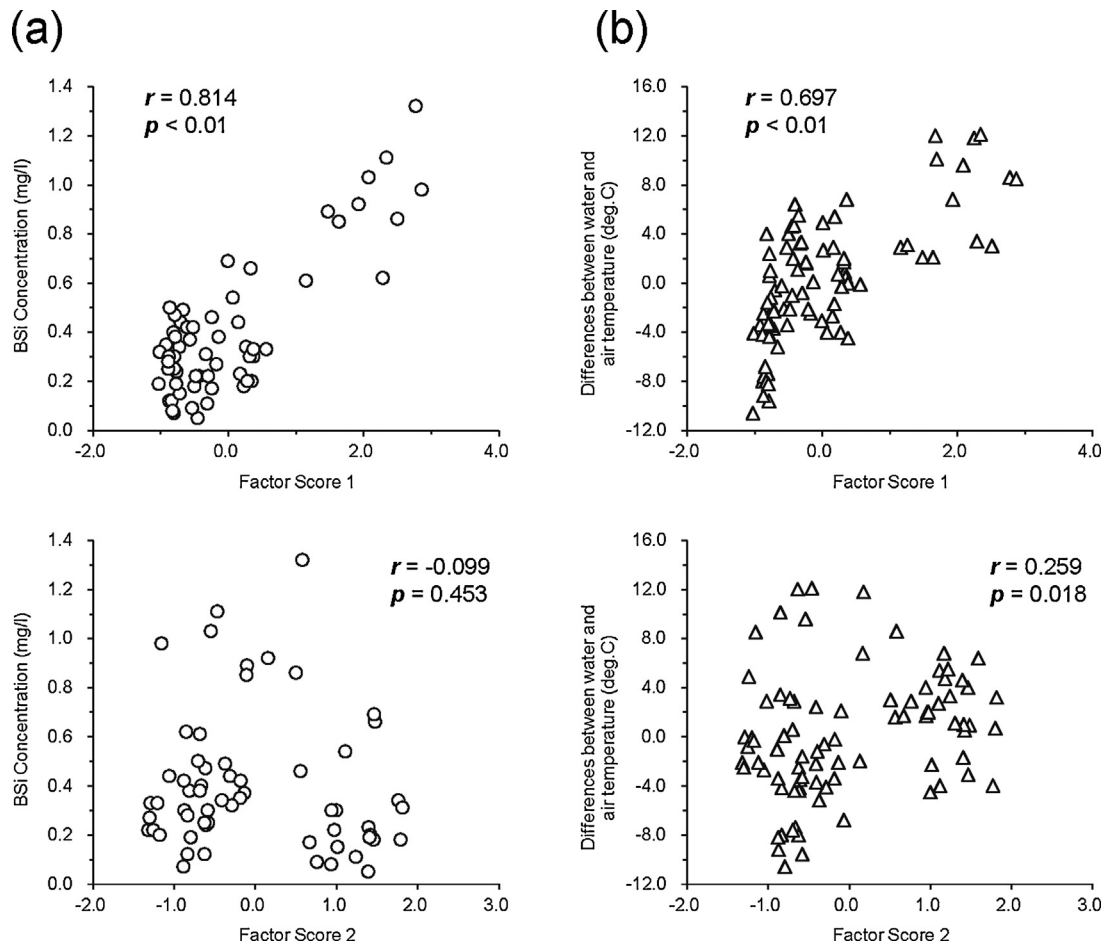 (a)
(b)
r = 0.814
p < 0.01
1.4
1.2
1.0
0.8
0.6
0.4
0.2
0.0
BSi Concentration (mg/l)
-2.0 0.0 2.0 4.0
Factor Score 1
r = 0.697
p < 0.01
16.0
12.0
8.0
4.0
0.0
-4.0
-8.0
-12.0
Differences between water and
air temperature (deg.C)
-2.0 0.0 2.0 4.0
Factor Score 1
r = -0.099
p = 0.453
1.4
1.2
1.0
0.8
0.6
0.4
0.2
0.0
BSi Concentration (mg/l)
-2.0 -1.0 0.0 1.0 2.0 3.0
Factor Score 2
r = 0.259
p = 0.018
16.0
12.0
8.0
4.0
0.0
-4.0
-8.0
-12.0
Differences between water and
air temperature (deg.C)
-2.0 -1.0 0.0 1.0 2.0 3.0
Factor Score 2